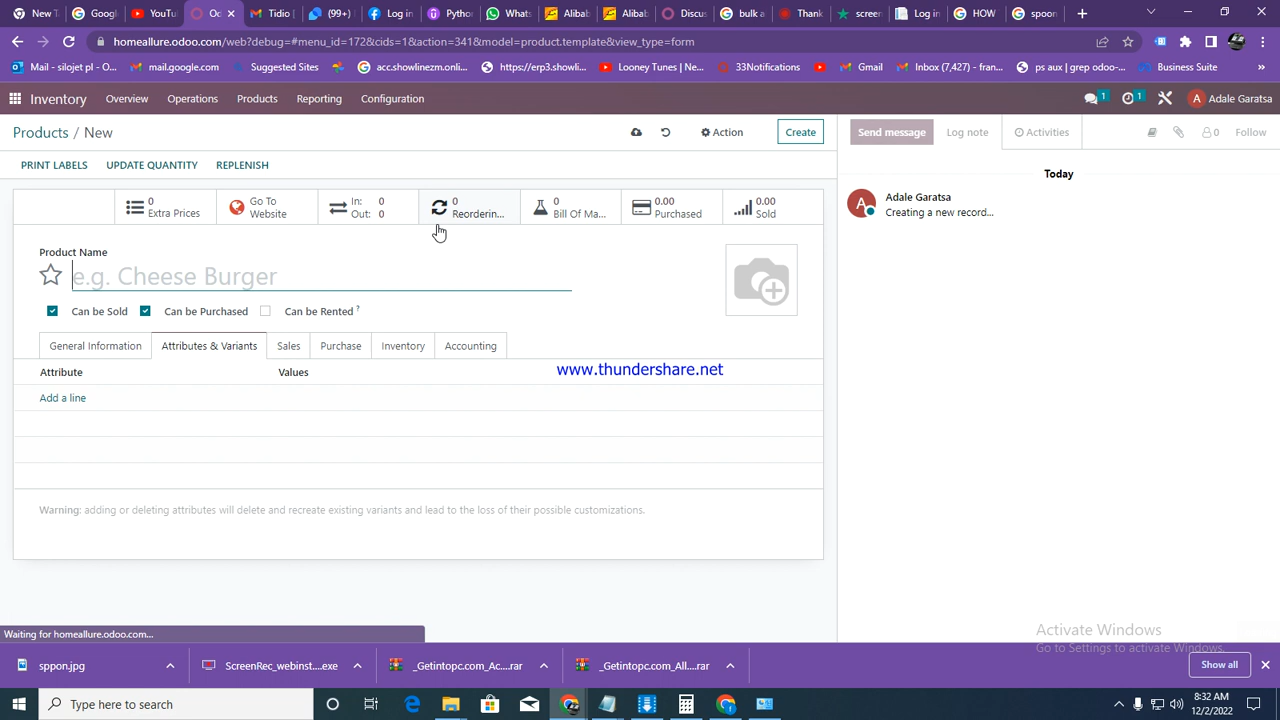 New T
Googl
YouTu
Oc
Tidio
(99+)
Log in
Pytho
Whats
Alibab
Alibab
Discus
bulk a
Thank
screen
Log in
HOW
spoon
homeallure.odoo.com/web?debug=#menu_id=172&cids=1&action=341&model=product.template&view_type=form
Mail - silojet pl - O...
mail.google.com
Suggested Sites
acc.showlinezm.onli...
https://erp3.showli...
Looney Tunes | Ne...
33Notifications
Gmail
Inbox (7,427) - fran...
ps aux | grep odoo-...
Business Suite
»
Inventory
Overview
Operations
Products
Reporting
Configuration
1
1
A
Adale Garatsa
Products / New
Action
Create
Send message
Log note
Activities
0
Follow
PRINT LABELS
UPDATE QUANTITY
REPLENISH
Today
0
Extra Prices
Go To
Website
In: 0
Out: 0
0
Reorderin...
0
Bill Of Ma...
0.00
Purchased
0.00
Sold
A
Adale Garatsa
Creating a new record...
Product Name
e.g. Cheese Burger
Can be Sold
Can be Purchased
Can be Rented ?
General Information
Attributes & Variants
Sales
Purchase
Inventory
Accounting
www.thundershare.net
Attribute
Values
Add a line
Warning: adding or deleting attributes will delete and recreate existing variants and lead to the loss of their possible customizations.
Activate Windows
Go to Settings to activate Windows.
Waiting for homeallure.odoo.com...
sppon.jpg
ScreenRec_webinst....exe
_Getintopc.com_Ac....rar
_Getintopc.com_All....rar
Show all
Type here to search
8:32 AM
12/2/2022